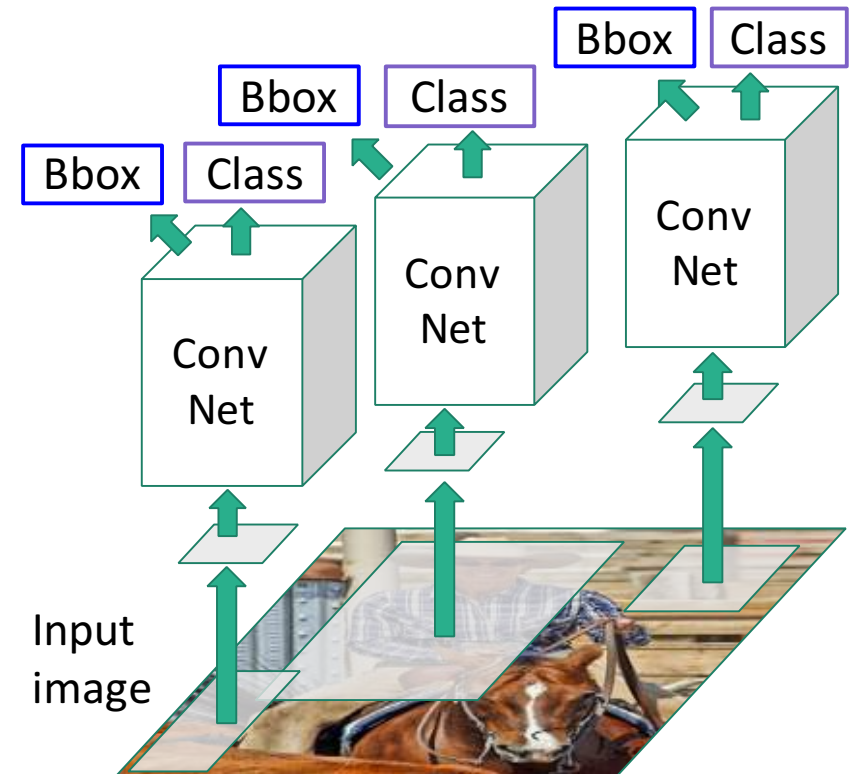 Bbox Class
Bbox Class
Bbox Class
Conv
Net
Conv
Net
Conv
Net
Input
image